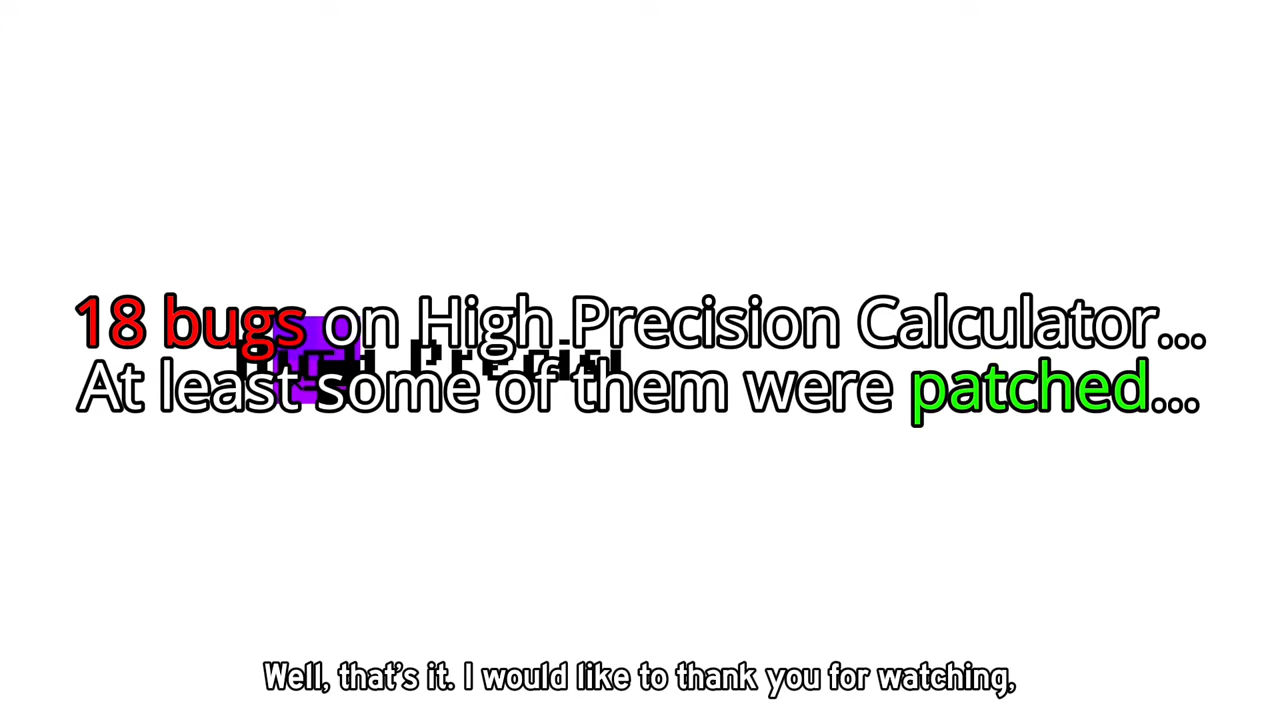 18 bugs on High Precision Calculator...
At least some of them were patched...
Well, that's it. I would like to thank you for watching,